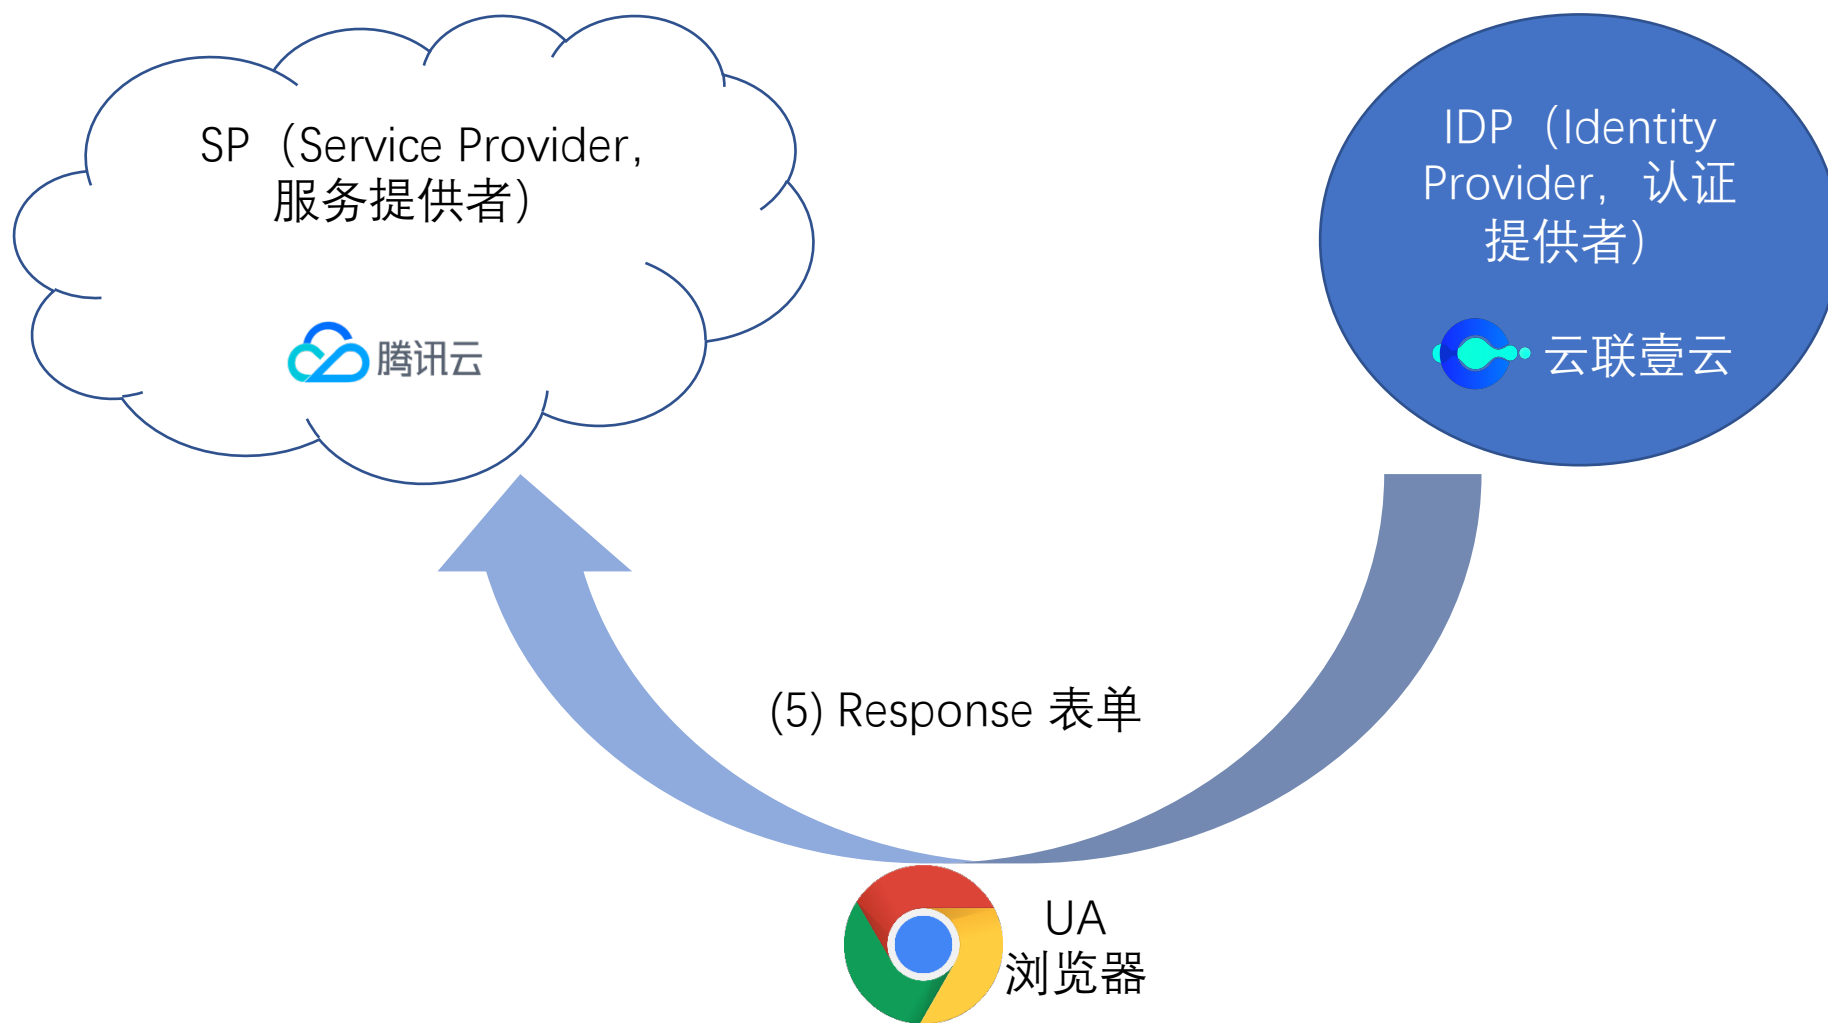 SP（Service Provider，
服务提供者）
腾讯云
IDP（Identity
Provider，认证
提供者）
云联壹云
(5) Response 表单
UA
浏览器